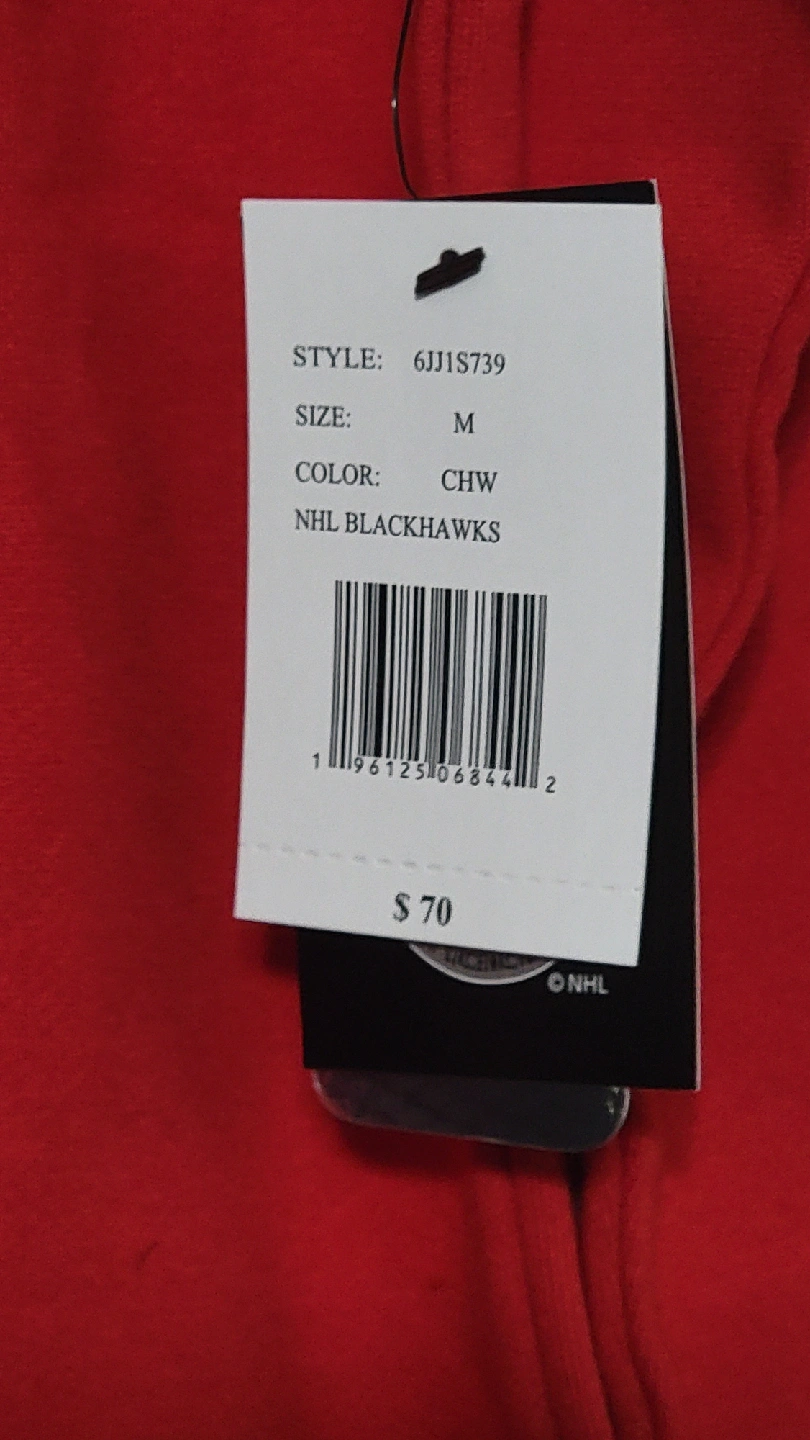 STYLE: 6JJ1S739
SIZE: M
COLOR: CHW
NHL BLACKHAWKS
1 96125 06844 2
$ 70
©NHL